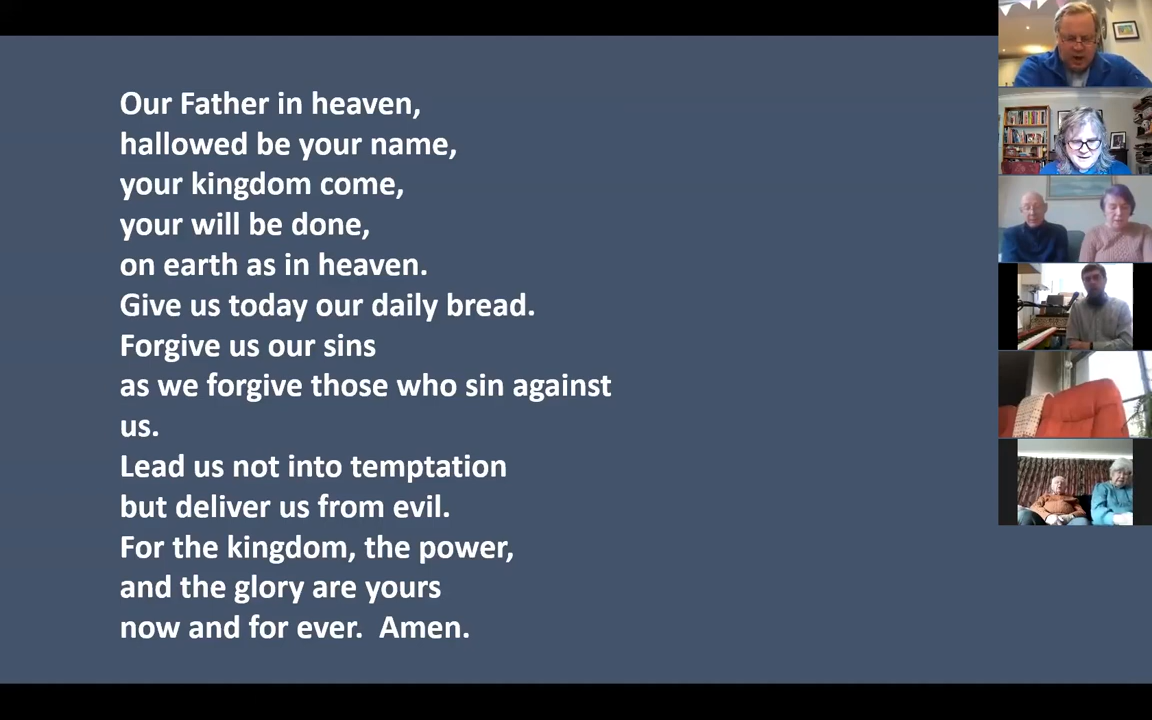 Our Father in heaven,
hallowed be your name,
your kingdom come,
your will be done,
on earth as in heaven.
Give us today our daily bread.
Forgive us our sins
as we forgive those who sin against
us.
Lead us not into temptation
but deliver us from evil.
For the kingdom, the power,
and the glory are yours
now and for ever.  Amen.